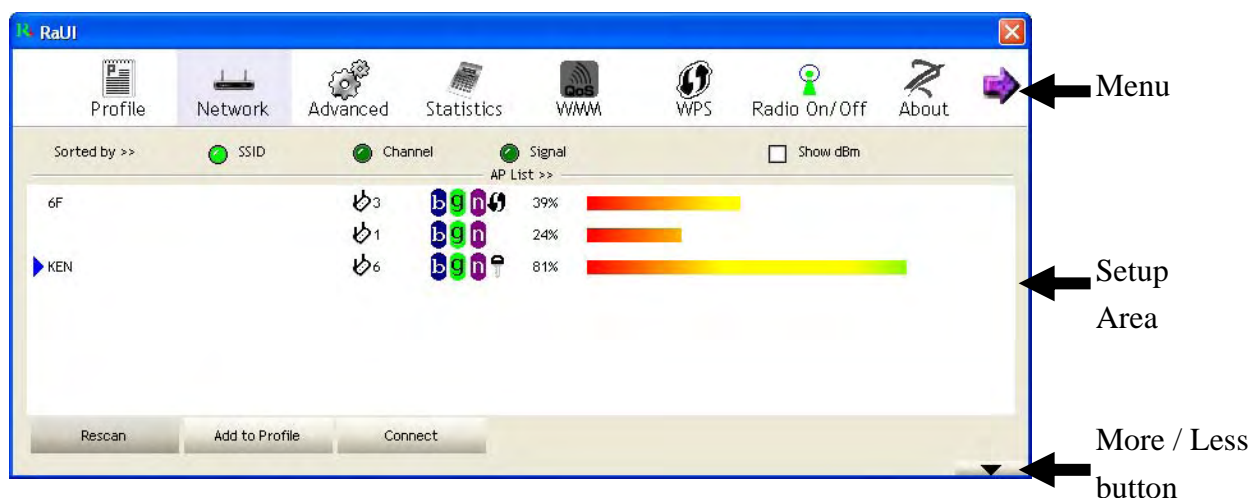 RaUI
Profile Network Advanced Statistics WMM WPS Radio On/Off About
QoS
Menu
Sorted by >> SSID Channel Signal Show dBm
AP List >>
6F 3 b g n 39%
1 b g n 24%
KEN 6 b g n 81%
Setup
Area
Rescan Add to Profile Connect
More / Less
button